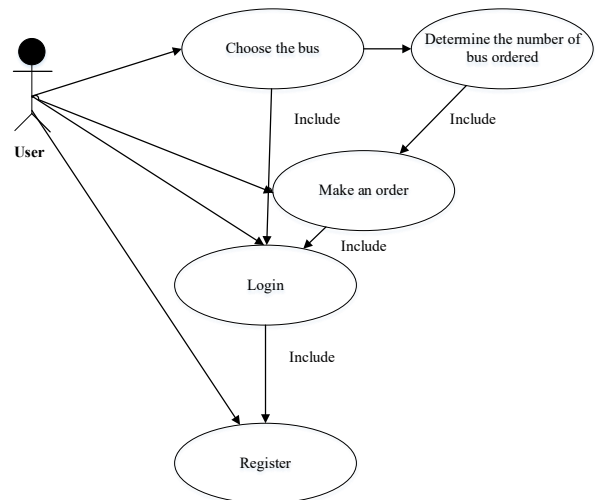 Choose the bus
Determine the number of
bus ordered
Include
Include
User
Make an order
Include
Login
Include
Register